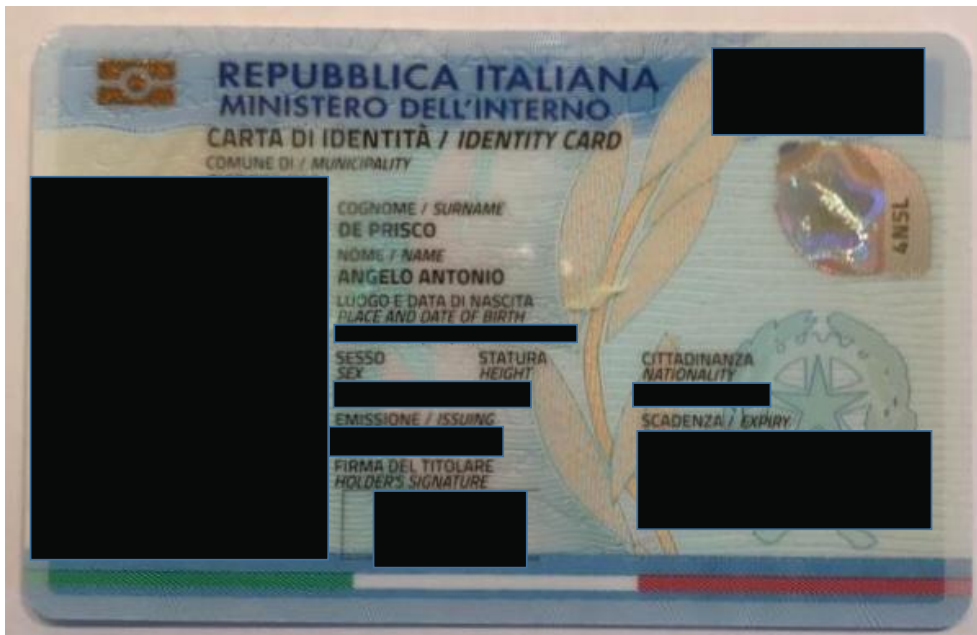 REPUBBLICA ITALIANA
MINISTERO DELL'INTERNO
CARTA DI IDENTITÀ / IDENTITY CARD
COMUNE DI / MUNICIPALITY
COGNOME / SURNAME
DE PRISCO
NOME / NAME
ANGELO ANTONIO
LUOGO E DATA DI NASCITA
PLACE AND DATE OF BIRTH
SESSO STATURA CITTADINANZA
SEX HEIGHT NATIONALITY
EMISSIONE / ISSUING SCADENZA / EXPIRY
FIRMA DEL TITOLARE
HOLDER'S SIGNATURE
4N5L